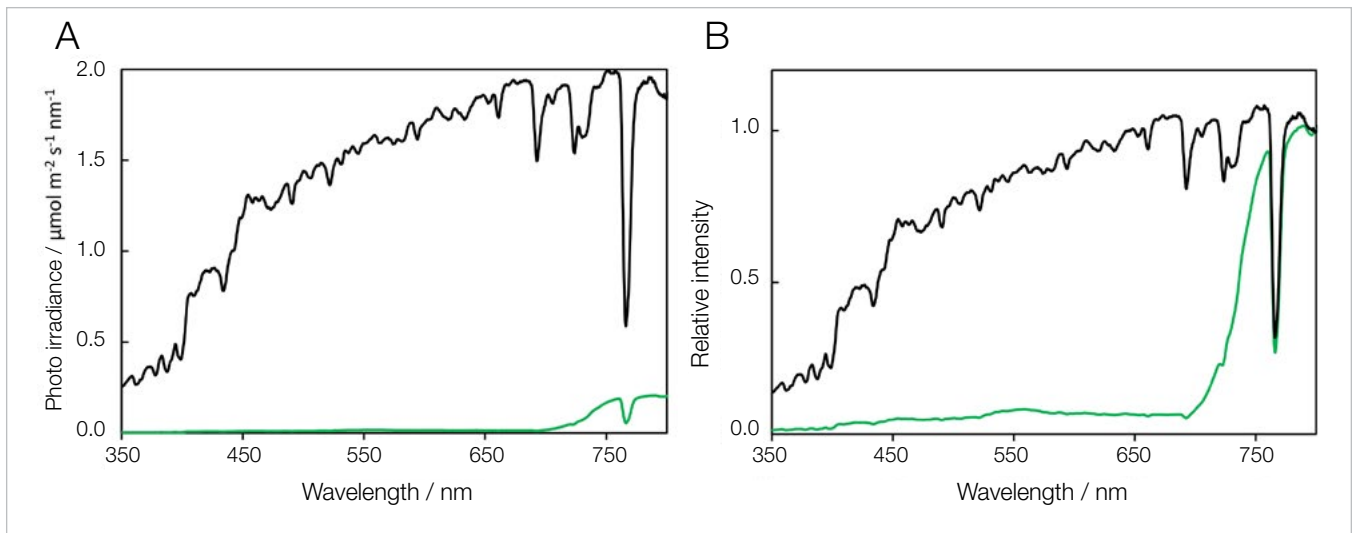 A
Photo irradiance / μmol m⁻² s⁻¹ nm⁻¹
2.0
1.5
1.0
0.5
0.0
350 450 550 650 750
Wavelength / nm
B
Relative intensity
1.0
0.5
0.0
350 450 550 650 750
Wavelength / nm